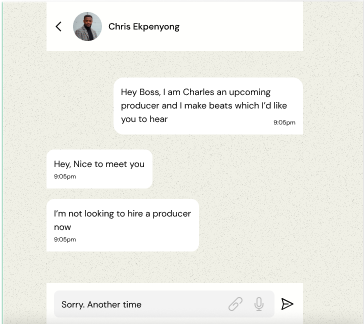 Chris Ekpenyong
Hey Boss, I am Charles an upcoming
producer and I make beats which I'd like
you to hear
9:05pm
Hey, Nice to meet you
9:05pm
I'm not looking to hire a producer
now
9:05pm
Sorry. Another time